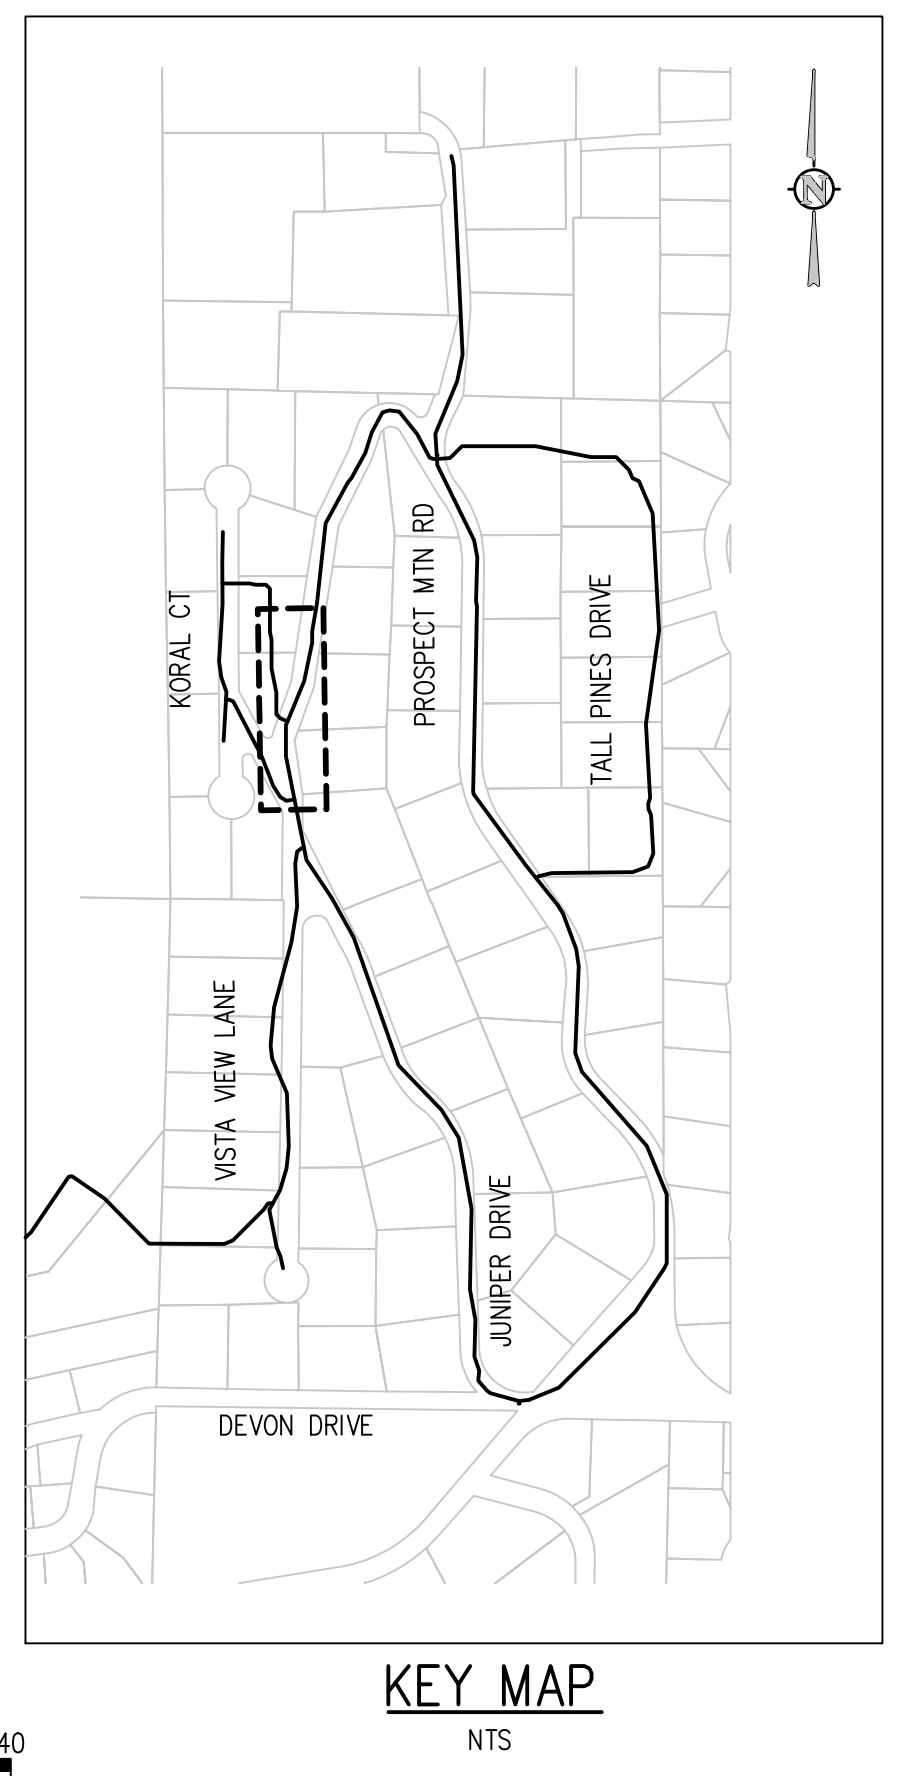 N
PROSPECT MTN RD
KORAL CT
TALL PINES DRIVE
VISTA VIEW LANE
JUNIPER DRIVE
DEVON DRIVE
KEY MAP
NTS
40